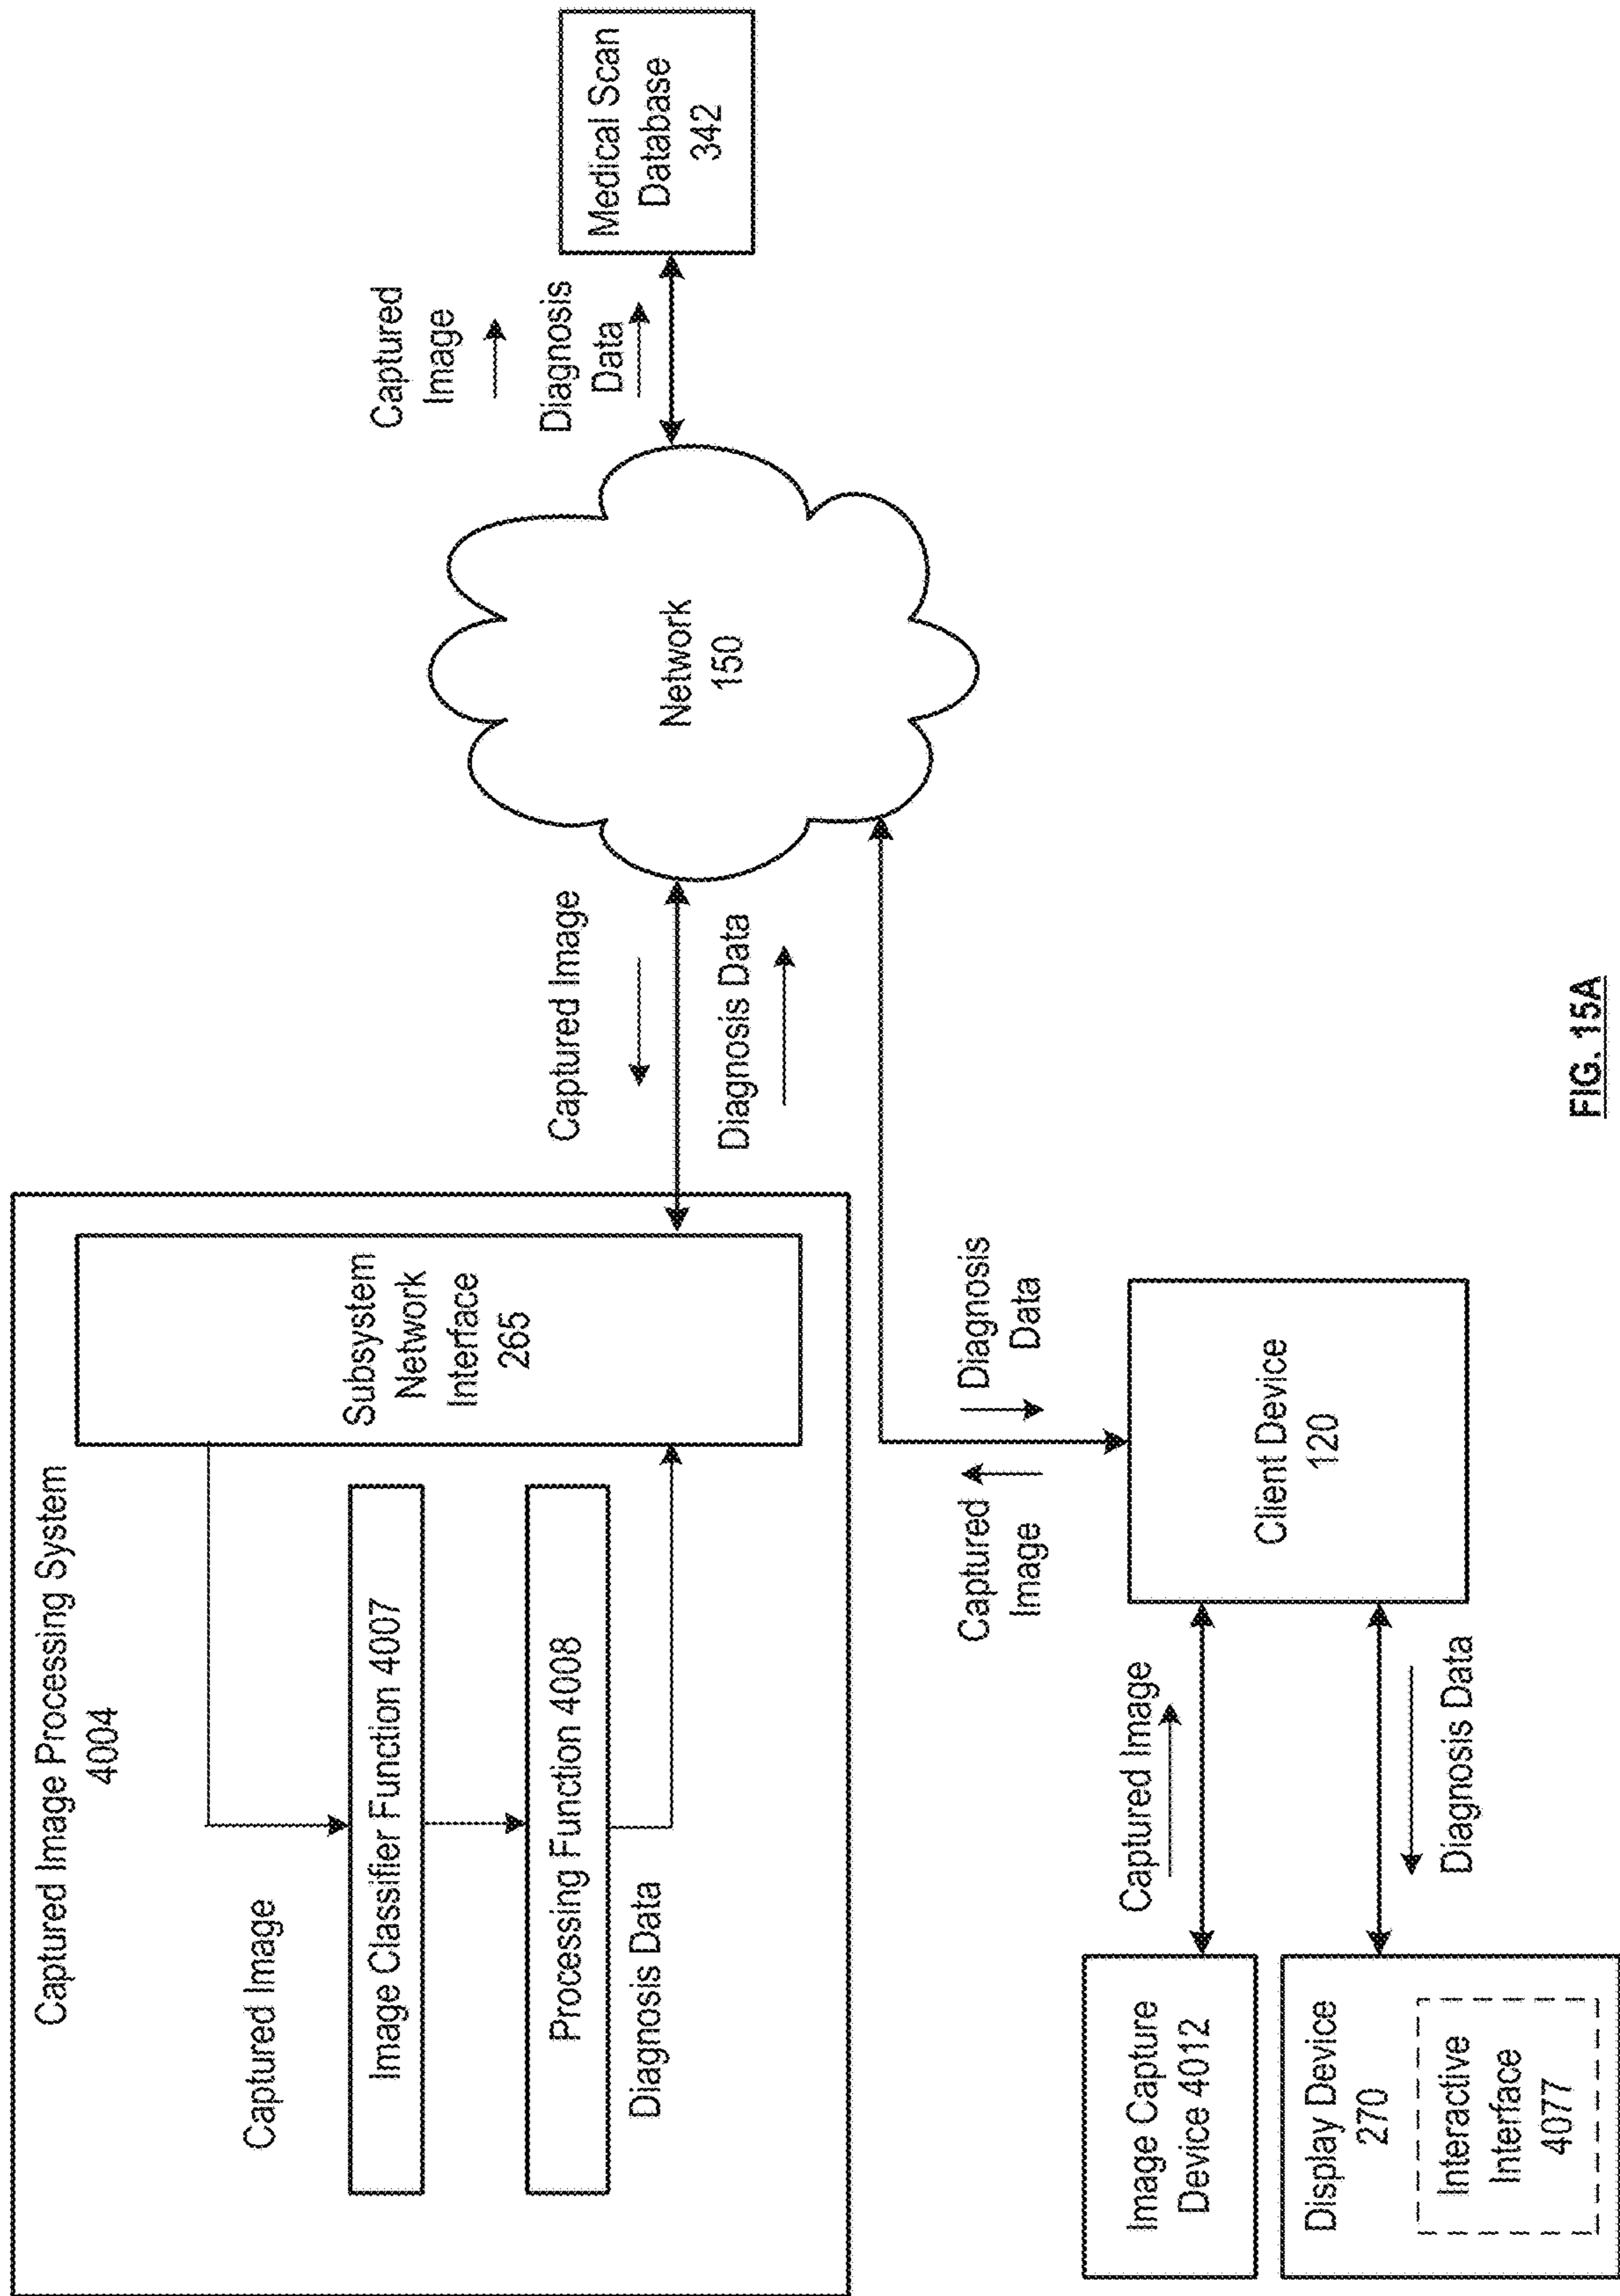 Captured Image Processing System
4004
Captured Image
Image Classifier Function 4007
Processing Function 4008
Diagnosis Data
Subsystem
Network
Interface
265
Captured Image
Diagnosis Data
Network
150
Captured
Image
Diagnosis
Data
Medical Scan
Database
342
Image Capture
Device 4012
Display Device
270
Interactive
Interface
4077
Captured Image
Diagnosis Data
Client Device
120
Captured
Image
Diagnosis
Data
FIG. 15A